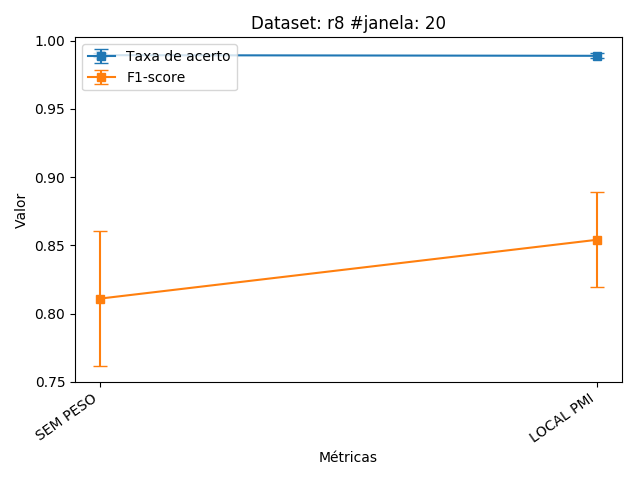 Dataset: r8 #janela: 20
Taxa de acerto
F1-score
1.00
0.95
0.90
0.85
0.80
0.75
Valor
SEM PESO
LOCAL PMI
Métricas